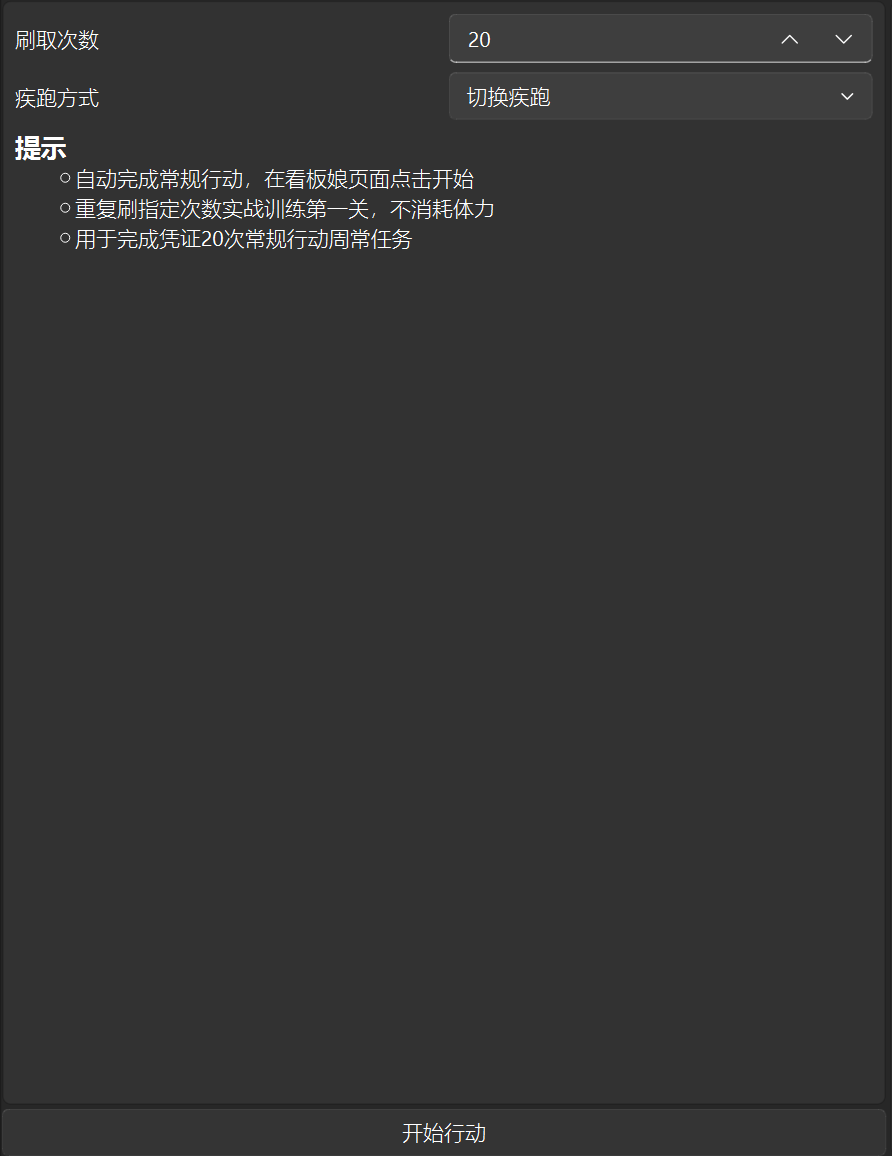 刷取次数
20
疾跑方式
切换疾跑
提示
自动完成常规行动，在看板娘页面点击开始
重复刷指定次数实战训练第一关，不消耗体力
用于完成凭证20次常规行动周常任务
开始行动